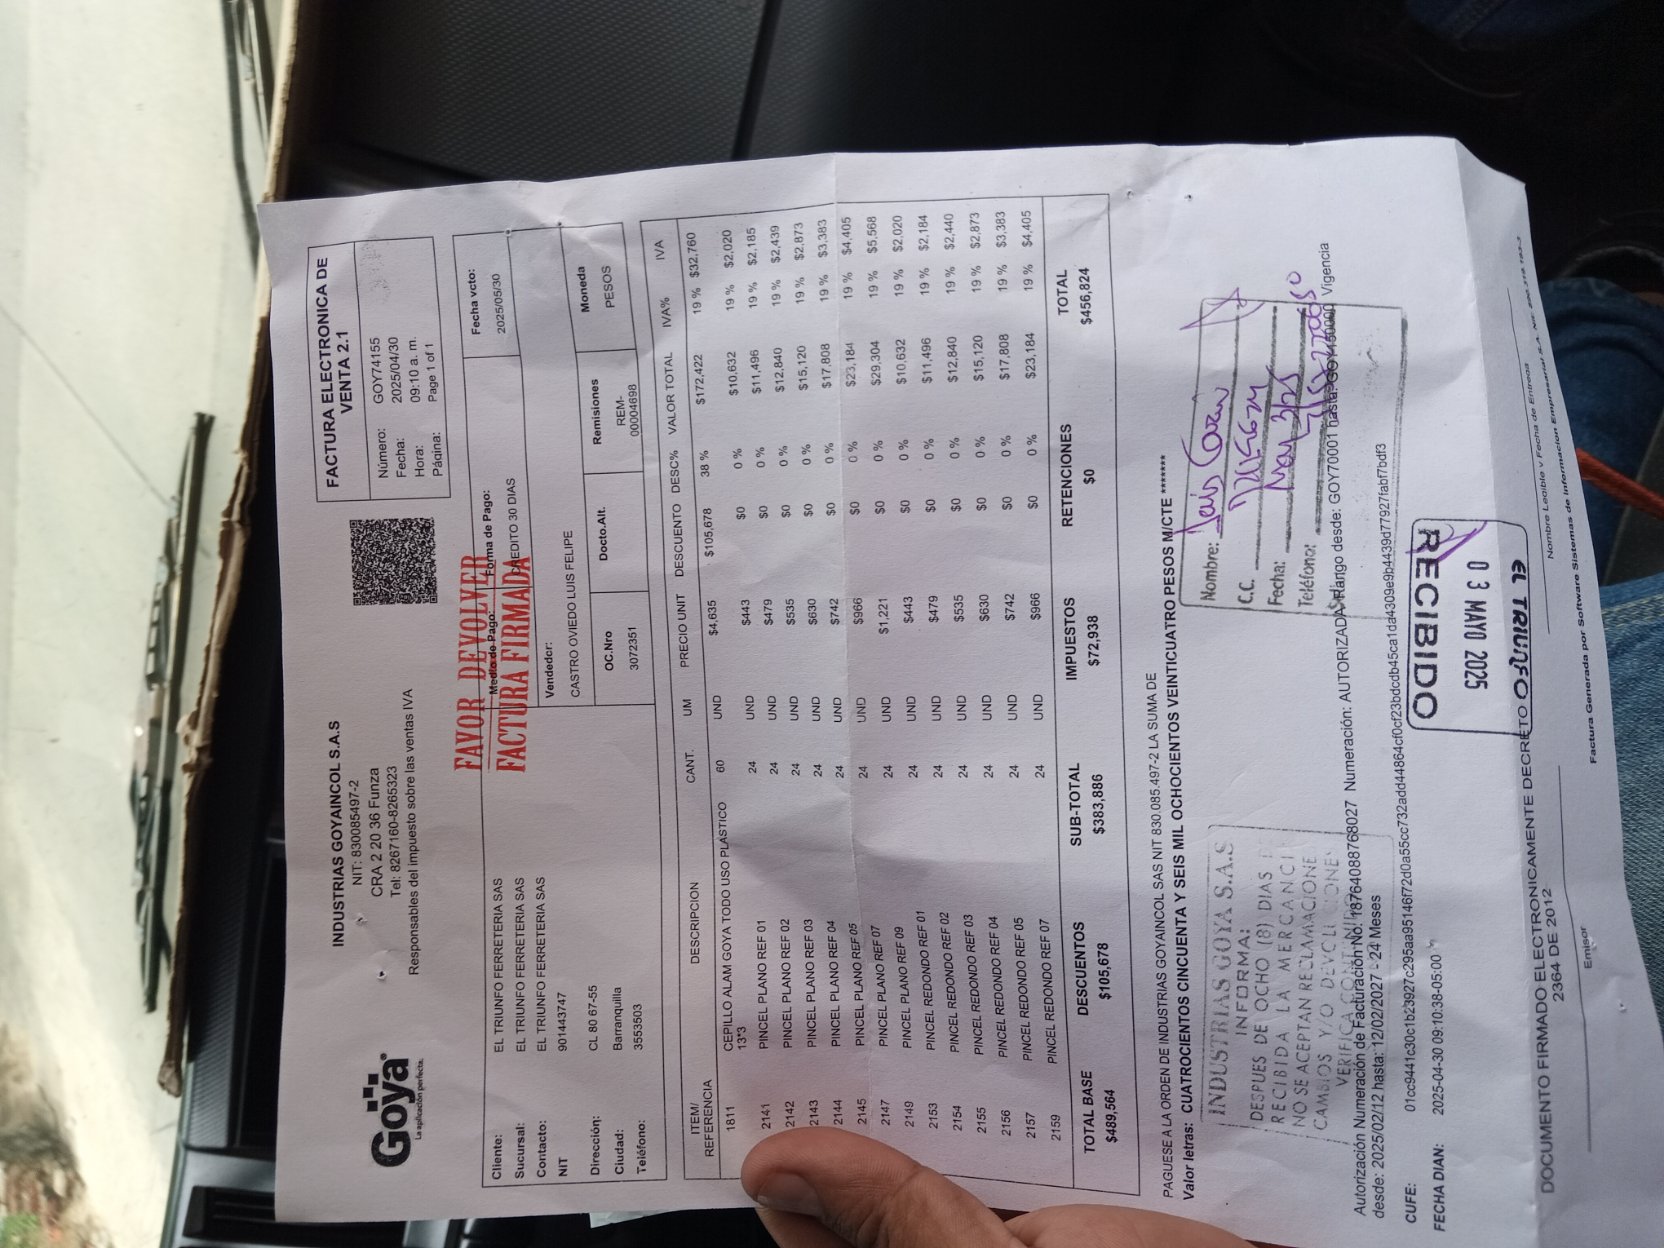 Goya
La aplicación perfecta.
INDUSTRIAS GOYAINCOL S.A.S
NIT: 830085497-2
CRA 2 20 36 Funza
Tel: 8267160-8265323
Responsables del impuesto sobre las ventas IVA
FACTURA ELECTRONICA DE
VENTA 2.1
Número: GOY74155
Fecha: 2025/04/30
Hora: 09:10 a. m.
Página: Page 1 of 1
FAVOR DEVOLVER
FACTURA FIRMADA
Cliente: EL TRIUNFO FERRETERIA SAS
Sucursal: EL TRIUNFO FERRETERIA SAS
Contacto: EL TRIUNFO FERRETERIA SAS
NIT 901443747
Dirección: CL 80 67-55
Ciudad: Barranquilla
Teléfono: 3553503
Medio de Pago: Forma de Pago: Fecha vcto:
CREDITO 30 DIAS 2025/05/30
Vendedor:
CASTRO OVIEDO LUIS FELIPE
OC.Nro Docto.Alt. Remisiones Moneda
3072351 REM-00004698 PESOS
ITEM/REFERENCIA DESCRIPCION CANT. UM PRECIO UNIT DESCUENTO DESC% VALOR TOTAL IVA% IVA
1811 CEPILLO ALAM GOYA TODO USO PLASTICO 13*3 60 UND $4,635 $105,678 38 % $172,422 19 % $32,760
2141 PINCEL PLANO REF 01 24 UND $443 $0 0 % $10,632 19 % $2,020
2142 PINCEL PLANO REF 02 24 UND $479 $0 0 % $11,496 19 % $2,185
2143 PINCEL PLANO REF 03 24 UND $535 $0 0 % $12,840 19 % $2,439
2144 PINCEL PLANO REF 04 24 UND $630 $0 0 % $15,120 19 % $2,873
2145 PINCEL PLANO REF 05 24 UND $742 $0 0 % $17,808 19 % $3,383
2147 PINCEL PLANO REF 07 24 UND $966 $0 0 % $23,184 19 % $4,405
2149 PINCEL PLANO REF 09 24 UND $1,221 $0 0 % $29,304 19 % $5,568
2153 PINCEL REDONDO REF 01 24 UND $443 $0 0 % $10,632 19 % $2,020
2154 PINCEL REDONDO REF 02 24 UND $479 $0 0 % $11,496 19 % $2,184
2155 PINCEL REDONDO REF 03 24 UND $535 $0 0 % $12,840 19 % $2,440
2156 PINCEL REDONDO REF 04 24 UND $630 $0 0 % $15,120 19 % $2,873
2157 PINCEL REDONDO REF 05 24 UND $742 $0 0 % $17,808 19 % $3,383
2159 PINCEL REDONDO REF 07 24 UND $966 $0 0 % $23,184 19 % $4,405
TOTAL BASE DESCUENTOS SUB-TOTAL IMPUESTOS RETENCIONES TOTAL
$489,564 $105,678 $383,886 $72,938 $0 $456,824
PAGUESE A LA ORDEN DE INDUSTRIAS GOYAINCOL SAS NIT 830.085.497-2 LA SUMA DE
Valor letras: CUATROCIENTOS CINCUENTA Y SEIS MIL OCHOCIENTOS VEINTICUATRO PESOS M/CTE *******
INDUSTRIAS GOYA S.A.S
INFORMA:
DESPUES DE OCHO (8) DIAS DE
RECIBIDA LA MERCANCI
NO SE ACEPTAN RECLAMACIONE
CAMBIOS Y/O DEVOLUCIONES
VERIFICA CONTENIDO
Nombre:
C.C.
Fecha: May 3/25
Teléfono:
Autorización Numeración de Facturación No. 18764088768027 Numeración: AUTORIZADA Rango desde: GOY70001 hasta: GOY150000 Vigencia
desde: 2025/02/12 hasta: 12/02/2027 - 24 Meses
CUFE: 01cc9441c30c1b23927c295aa95146f72d0a55cc732add44864cf0cf23bdcdb45ca1da4309e9b4439d77927fabf7bdf3
FECHA DIAN: 2025-04-30 09:10:38-05:00
RECIBIDO
03 MAYO 2025
EL TRIUNFO
DOCUMENTO FIRMADO ELECTRONICAMENTE DECRETO
2364 DE 2012
Emisor
Nombre Legible y Fecha de Entrega
Factura Generada por Software Sistemas de Informacion Empresarial S.A.